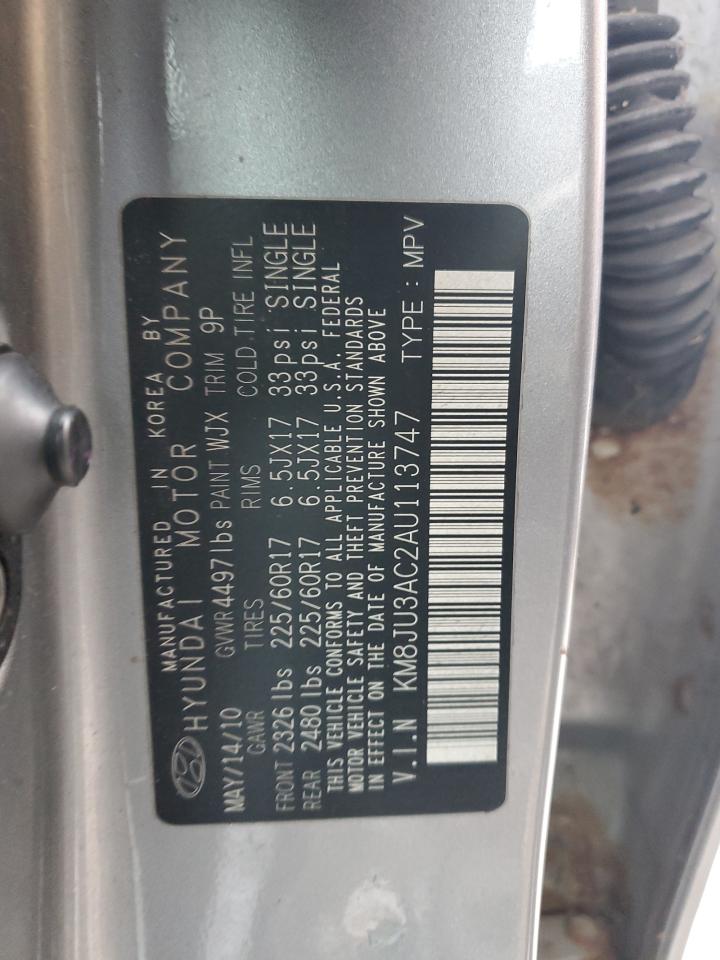 MANUFACTURED IN KOREA BY
HYUNDAI MOTOR COMPANY
MAY/14/10 GVWR4497lbs PAINT WJX TRIM 9P
GAWR TIRES RIMS COLD TIRE INFL
FRONT 2326 lbs 225/60R17 6.5JX17 33psi SINGLE
REAR 2480 lbs 225/60R17 6.5JX17 33psi SINGLE
THIS VEHICLE CONFORMS TO ALL APPLICABLE U.S.A. FEDERAL
MOTOR VEHICLE SAFETY AND THEFT PREVENTION STANDARDS
IN EFFECT ON THE DATE OF MANUFACTURE SHOWN ABOVE
V.I.N KM8JU3AC2AU113747 TYPE : MPV